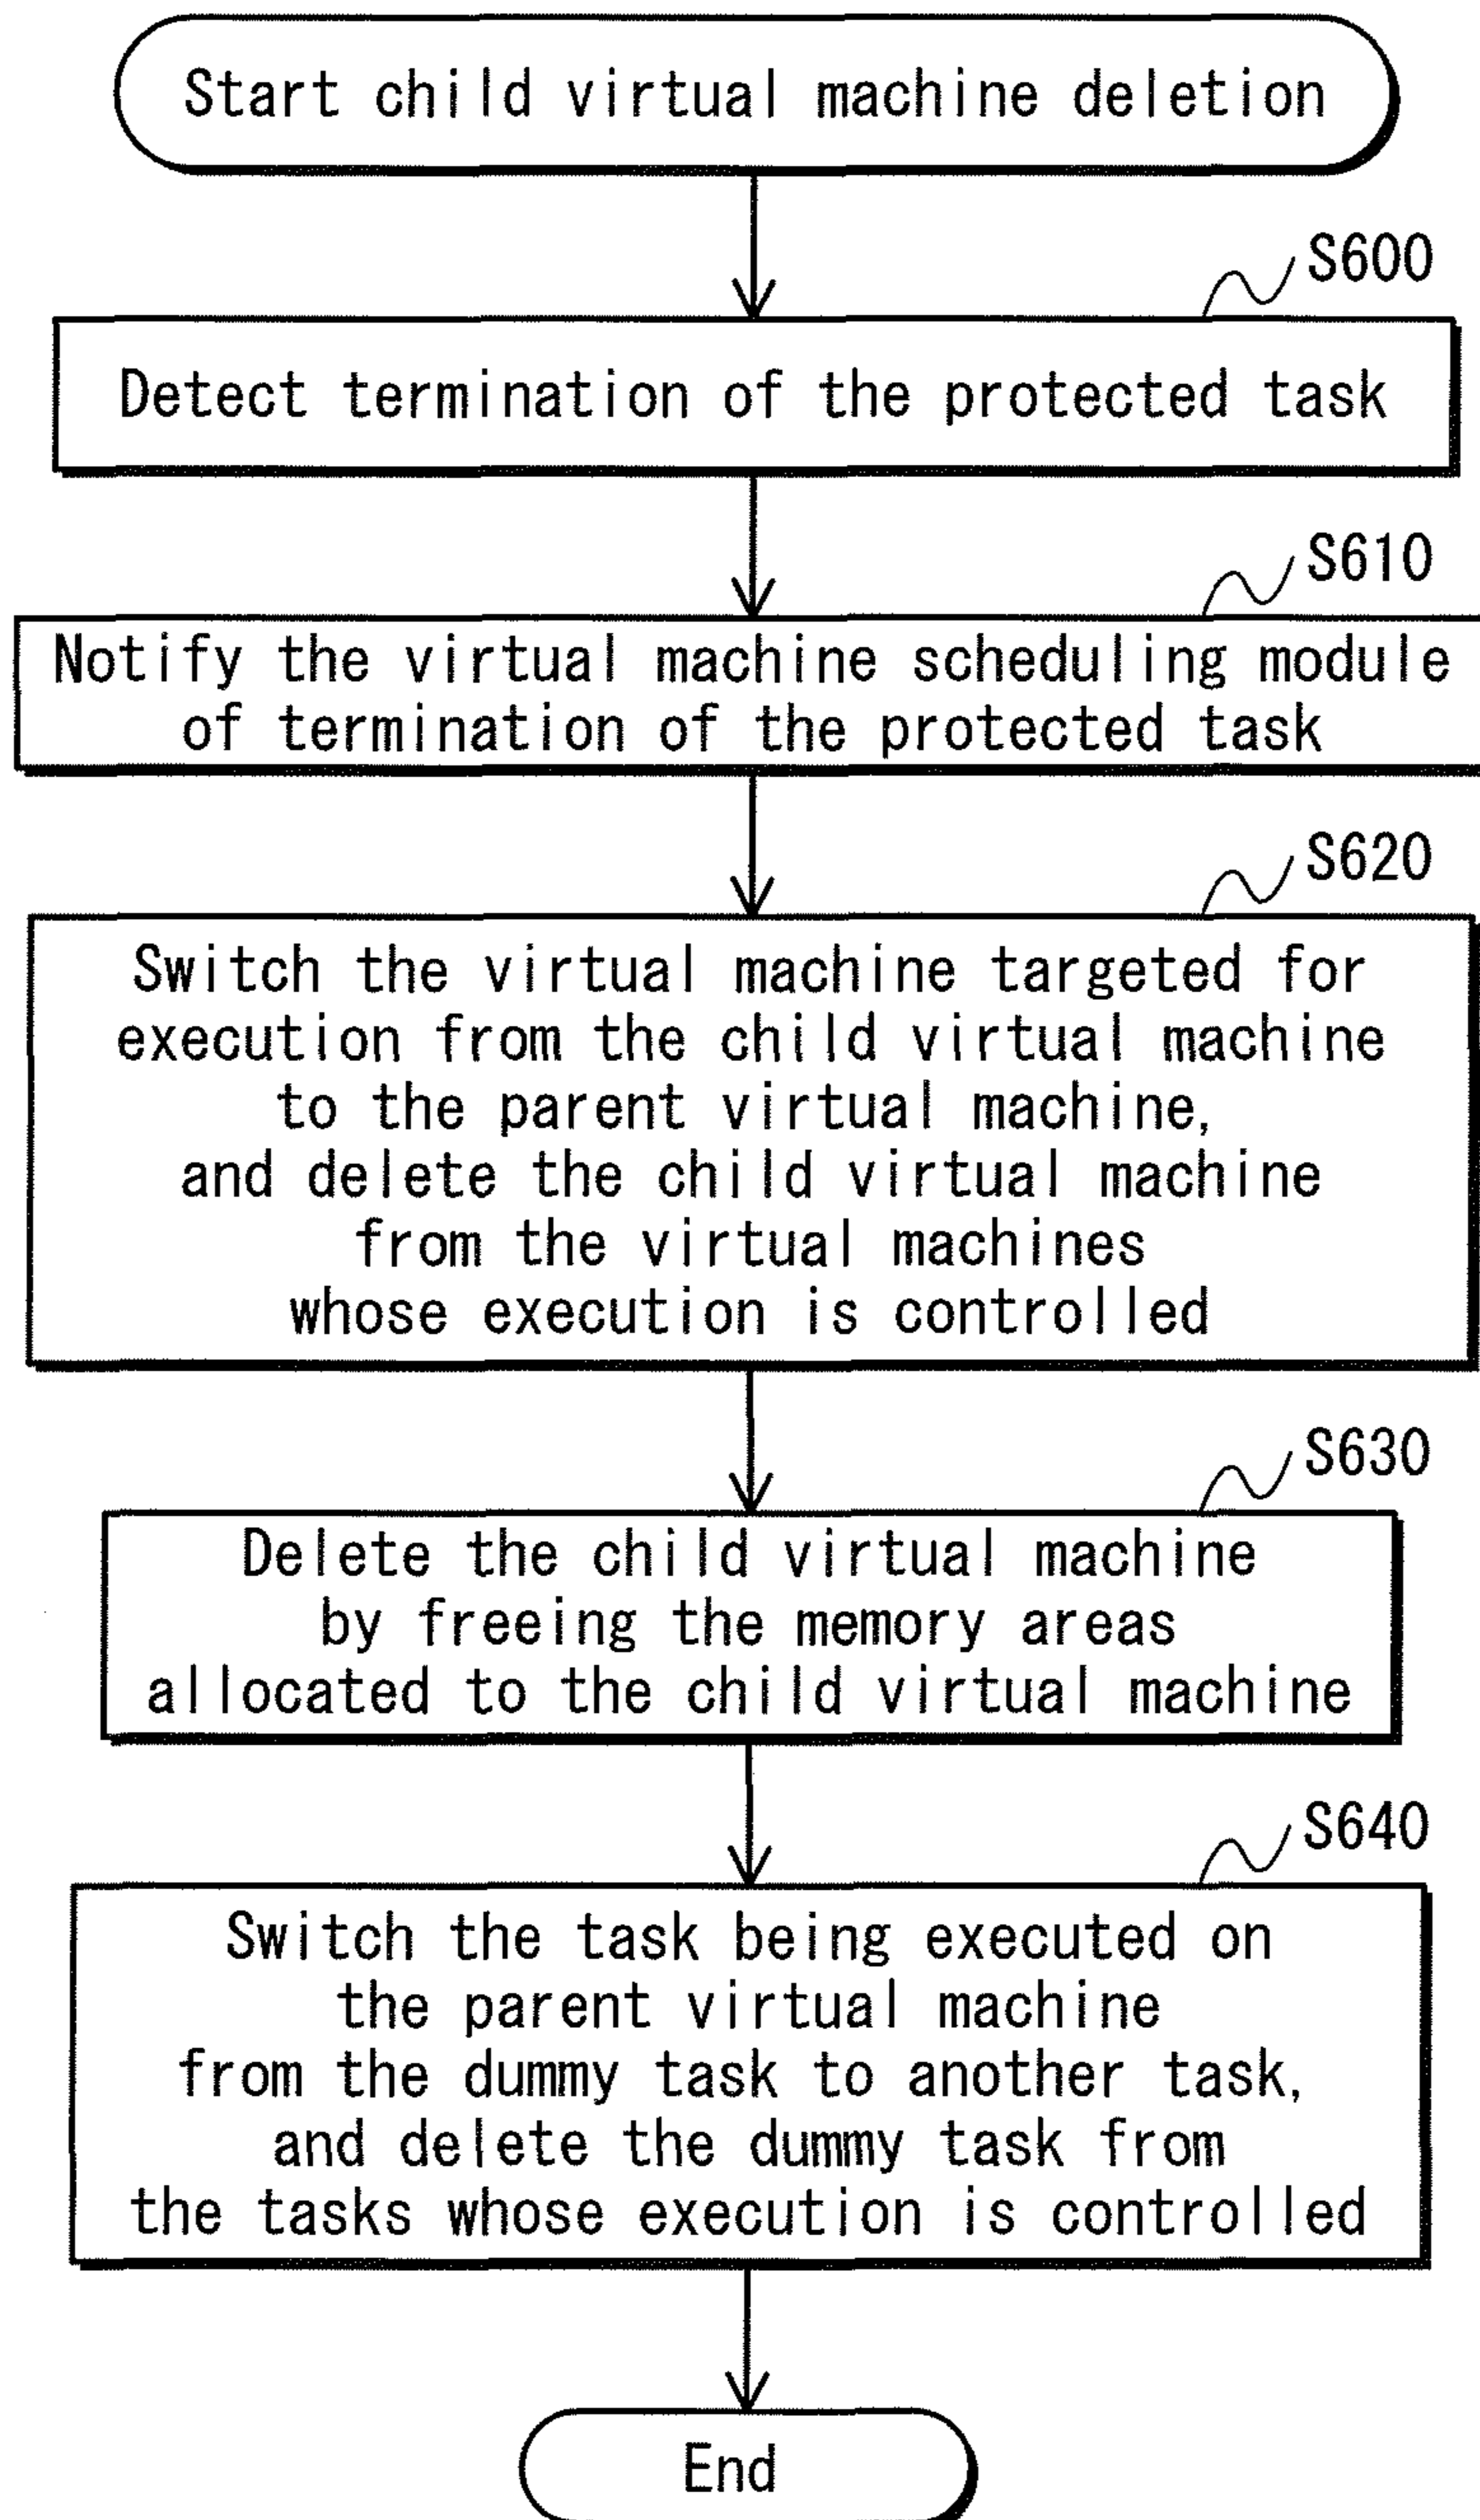 Start child virtual machine deletion
S600
Detect termination of the protected task
S610
Notify the virtual machine scheduling module
of termination of the protected task
S620
Switch the virtual machine targeted for
execution from the child virtual machine
to the parent virtual machine,
and delete the child virtual machine
from the virtual machines
whose execution is controlled
S630
Delete the child virtual machine
by freeing the memory areas
allocated to the child virtual machine
S640
Switch the task being executed on
the parent virtual machine
from the dummy task to another task,
and delete the dummy task from
the tasks whose execution is controlled
End